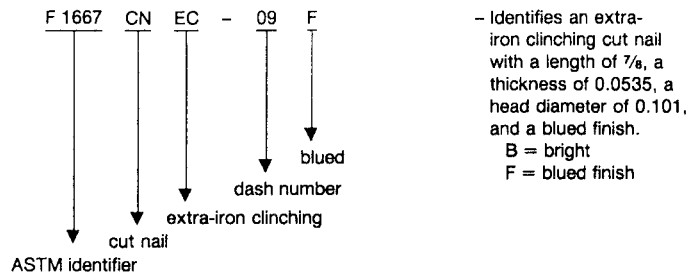 F 1667 CN EC – 09 F
blued
dash number
extra-iron clinching
cut nail
ASTM identifier
– Identifies an extra-
iron clinching cut nail
with a length of 7/8, a
thickness of 0.0535, a
head diameter of 0.101,
and a blued finish.
B = bright
F = blued finish